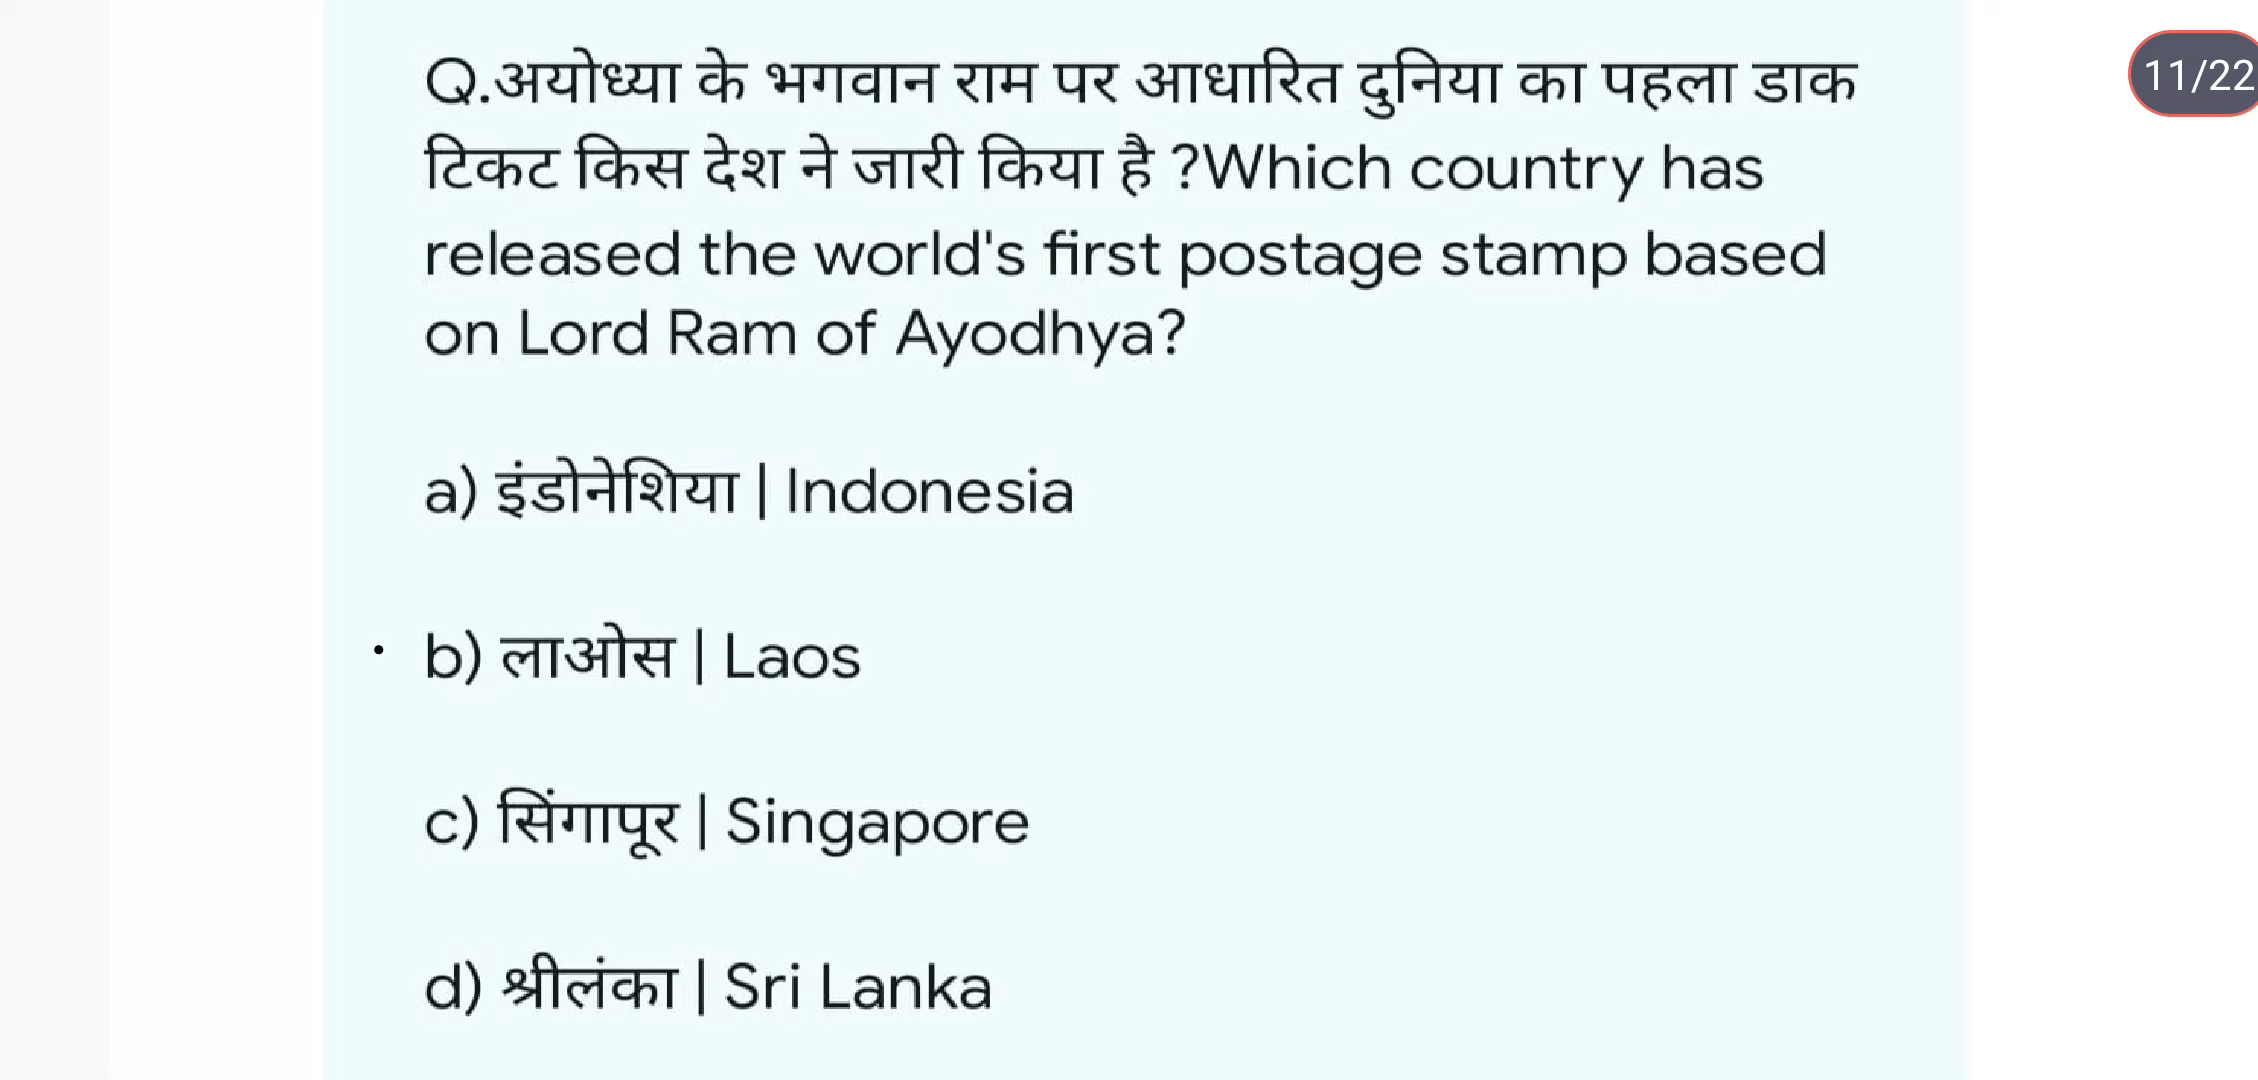 Q.अयोध्या के भगवान राम पर आधारित दुनिया का पहला डाक
11/22
टिकट किस देश ने जारी किया है ?Which country has
released the world's first postage stamp based
on Lord Ram of Ayodhya?
a) इंडोनेशिया | Indonesia
b) लाओस | Laos
c) सिंगापूर | Singapore
d) श्रीलंका | Sri Lanka